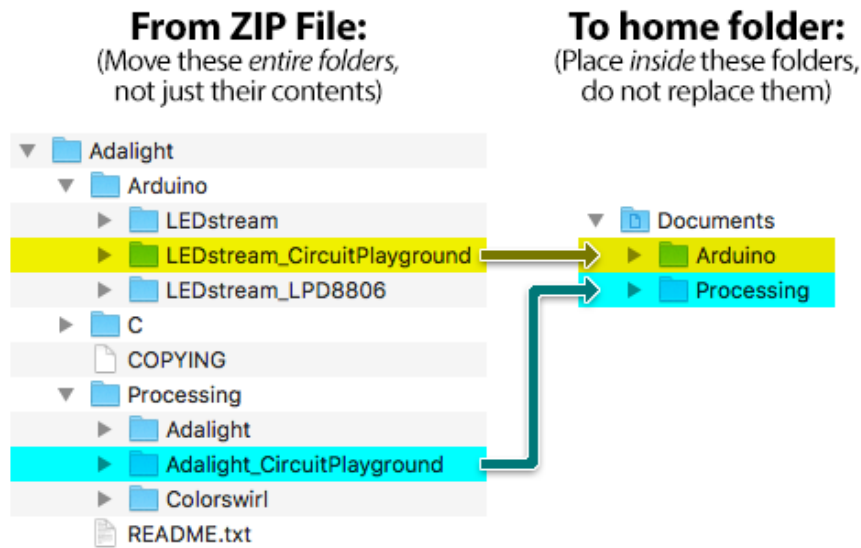 From ZIP File:
(Move these entire folders,
not just their contents)
Adalight
Arduino
LEDstream
LEDstream_CircuitPlayground
LEDstream_LPD8806
C
COPYING
Processing
Adalight
Adalight_CircuitPlayground
Colorswirl
README.txt
To home folder:
(Place inside these folders,
do not replace them)
Documents
Arduino
Processing